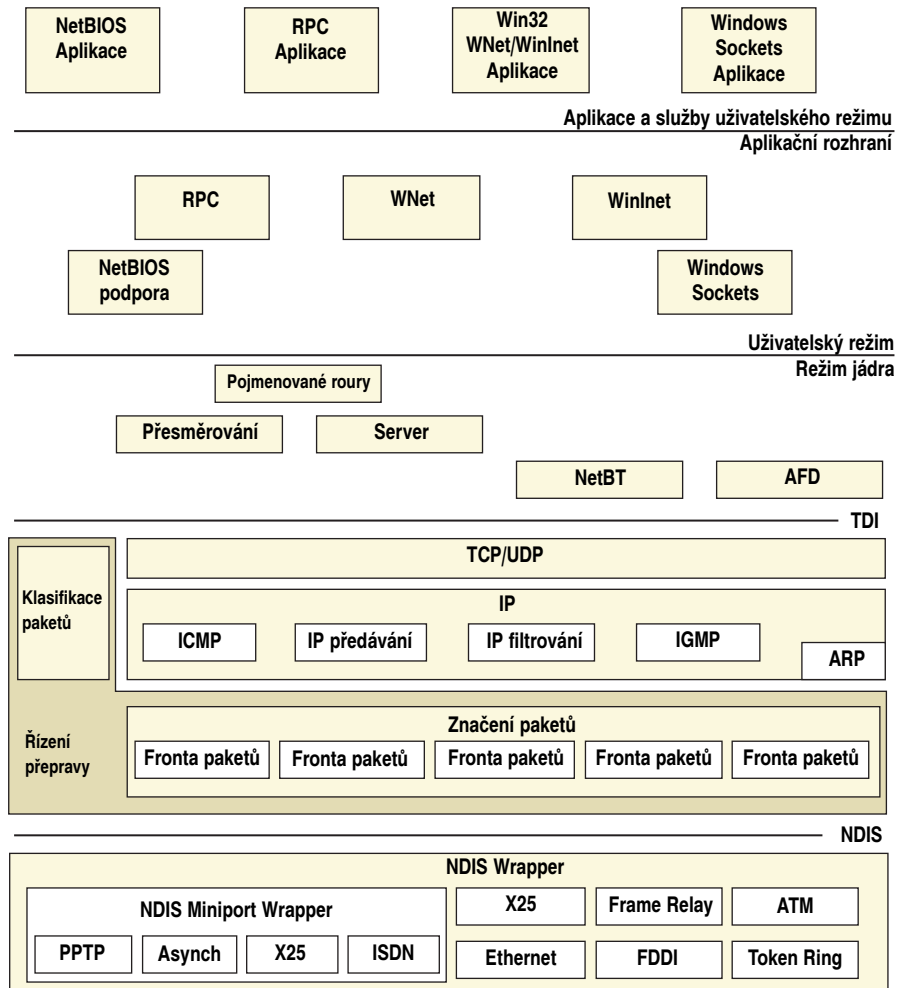 NetBIOS
Aplikace
RPC
Aplikace
Win32
WNet/WinInet
Aplikace
Windows
Sockets
Aplikace
Aplikace a služby uživatelského režimu
Aplikační rozhraní
RPC
WNet
WinInet
NetBIOS
podpora
Windows
Sockets
Uživatelský režim
Režim jádra
Pojmenované roury
Přesměrování
Server
NetBT
AFD
TDI
Klasifikace
paketů
TCP/UDP
IP
ICMP
IP předávání
IP filtrování
IGMP
ARP
Řízení
přepravy
Značení paketů
Fronta paketů
Fronta paketů
Fronta paketů
Fronta paketů
Fronta paketů
NDIS
NDIS Wrapper
NDIS Miniport Wrapper
PPTP
Asynch
X25
ISDN
X25
Frame Relay
ATM
Ethernet
FDDI
Token Ring